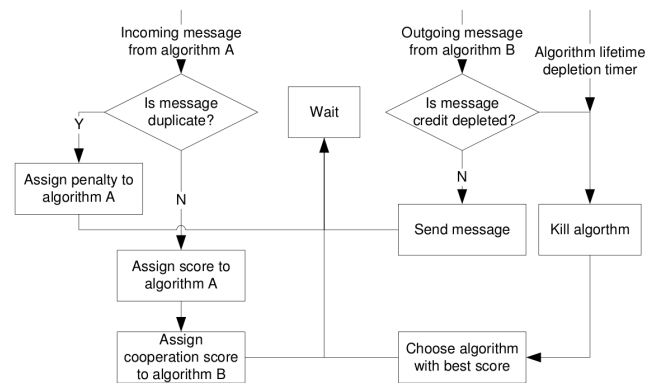 Incoming message
from algorithm A
Outgoing message
from algorithm B
Algorithm lifetime
depletion timer
Is message
duplicate?
Wait
Is message
credit depleted?
Y
Assign penalty to
algorithm A
N
N
Send message
Kill algorthm
Assign score to
algorithm A
Assign
cooperation score
to algorithm B
Choose algorithm
with best score